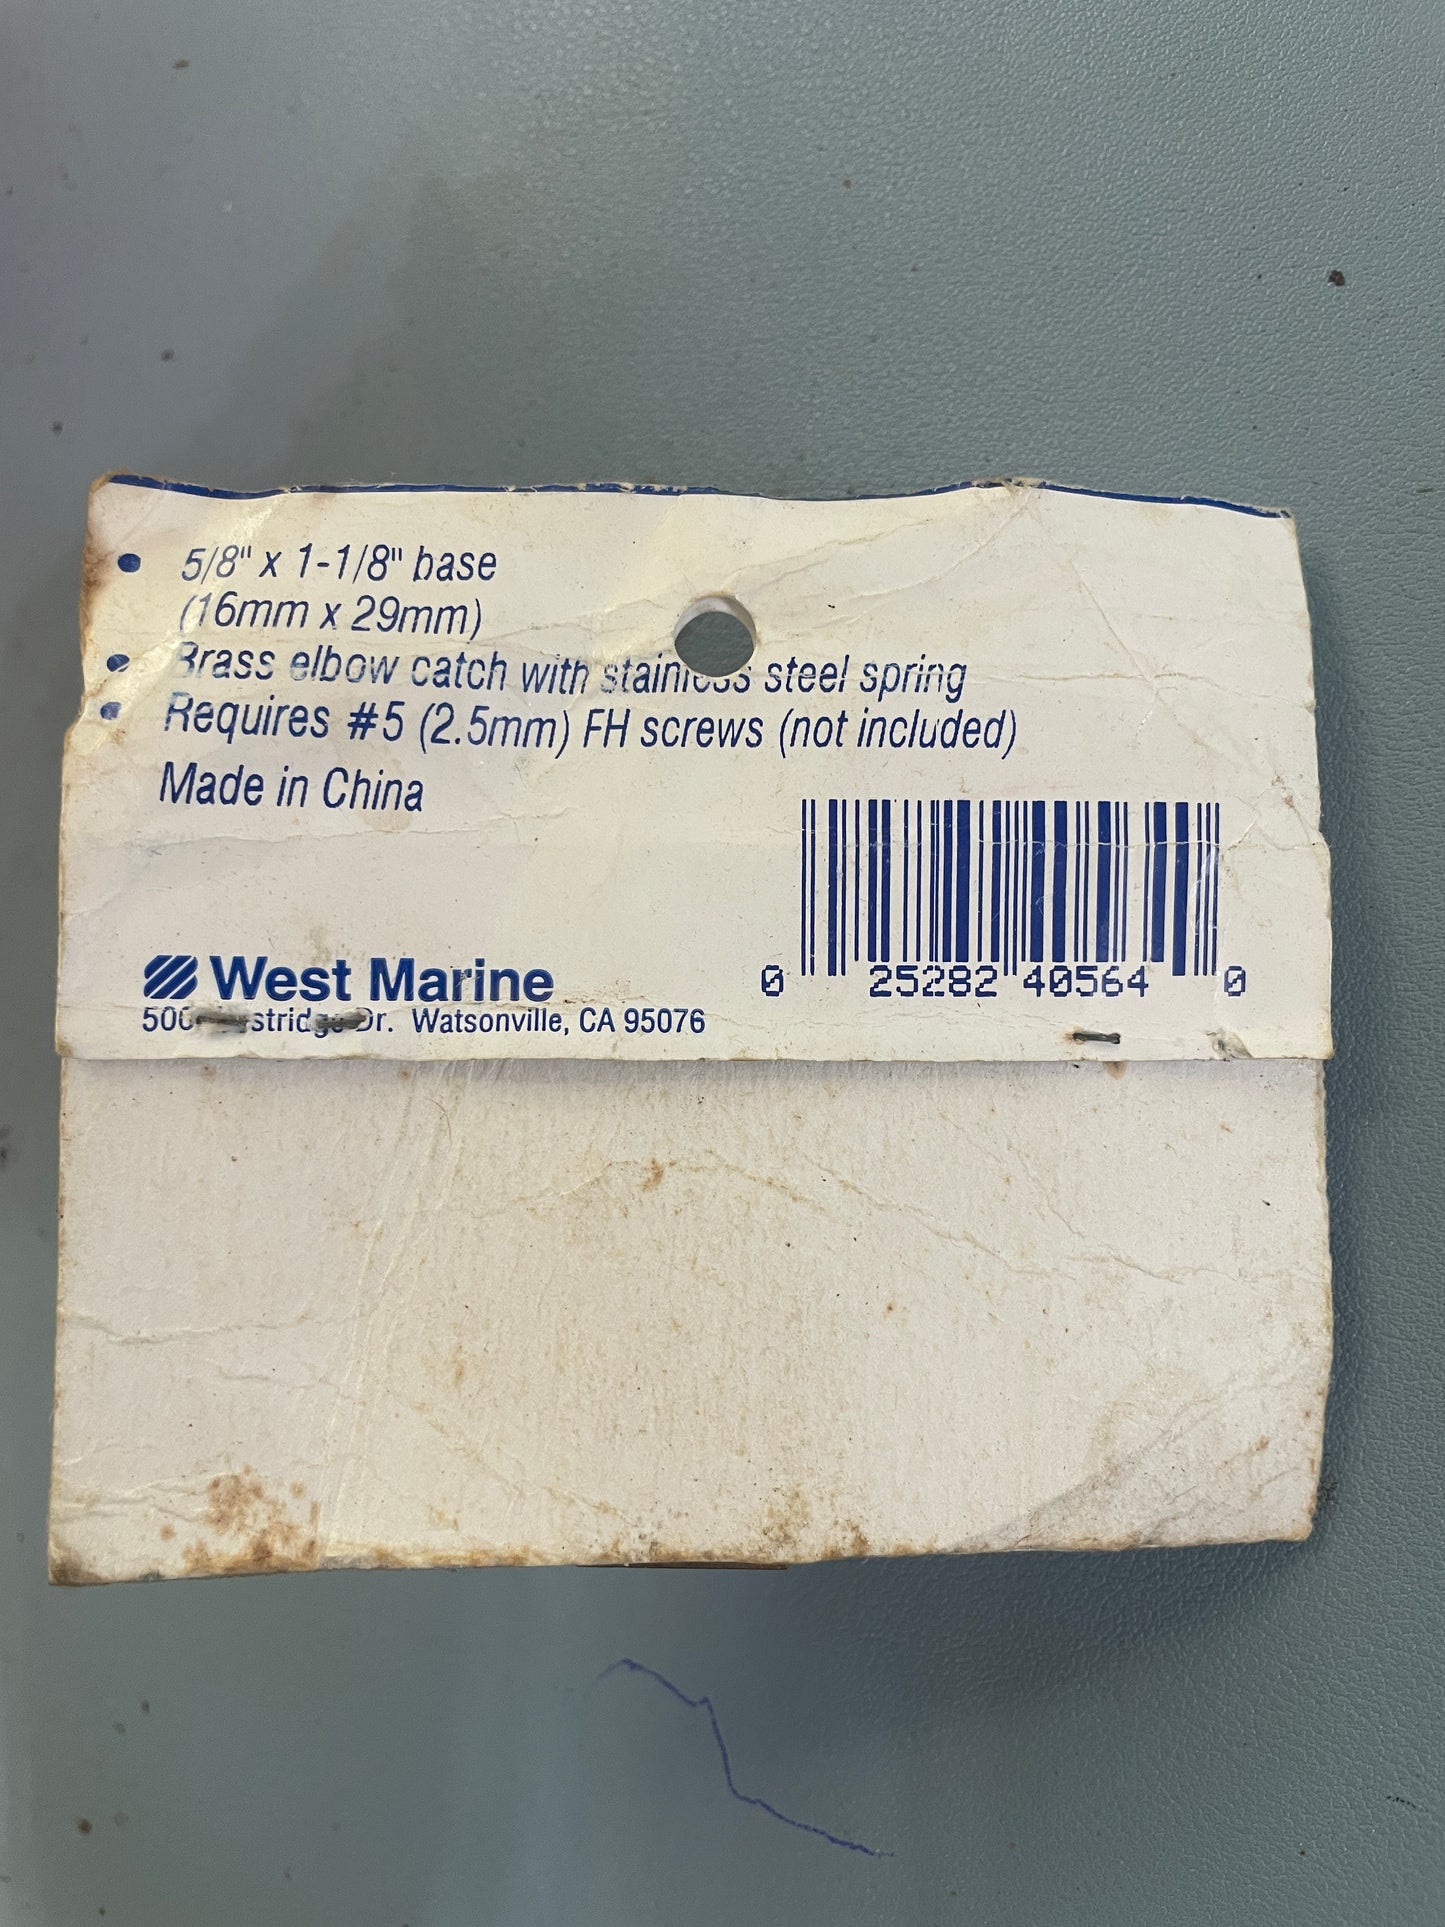 • 5/8" x 1-1/8" base
(16mm x 29mm)
• Brass elbow catch with stainless steel spring
• Requires #5 (2.5mm) FH screws (not included)
Made in China
West Marine
Dr. Watsonville, CA 95076
0 25282 40564 0